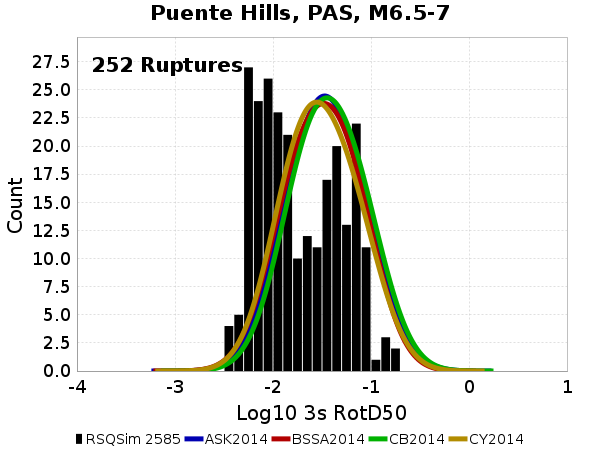 Puente Hills, PAS, M6.5-7
252 Ruptures
27.5
25.0
22.5
20.0
17.5
15.0
12.5
10.0
7.5
5.0
2.5
0.0
Count
-4 -3 -2 -1 0 1
Log10 3s RotD50
RSQSim 2585 ASK2014 BSSA2014 CB2014 CY2014